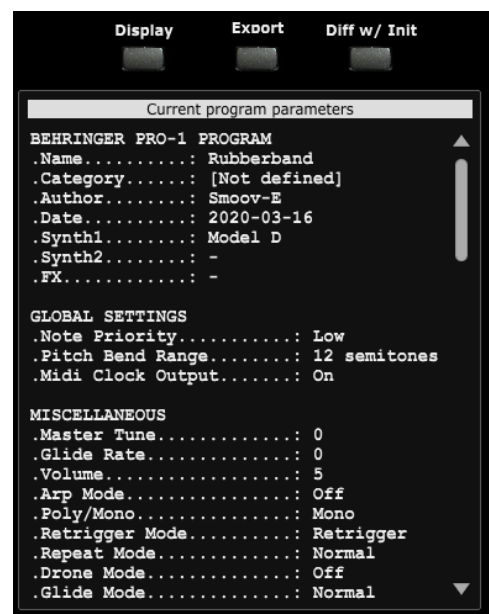 Display Export Diff w/ Init
Current program parameters
BEHRINGER PRO-1 PROGRAM
.Name..........: Rubberband
.Category......: [Not defined]
.Author........: Smoov-E
.Date..........: 2020-03-16
.Synth1........: Model D
.Synth2........: -
.FX............: -
GLOBAL SETTINGS
.Note Priority...........: Low
.Pitch Bend Range........: 12 semitones
.Midi Clock Output.......: On
MISCELLANEOUS
.Master Tune.............: 0
.Glide Rate..............: 0
.Volume..................: 5
.Arp Mode................: Off
.Poly/Mono...............: Mono
.Retrigger Mode..........: Retrigger
.Repeat Mode.............: Normal
.Drone Mode..............: Off
.Glide Mode..............: Normal